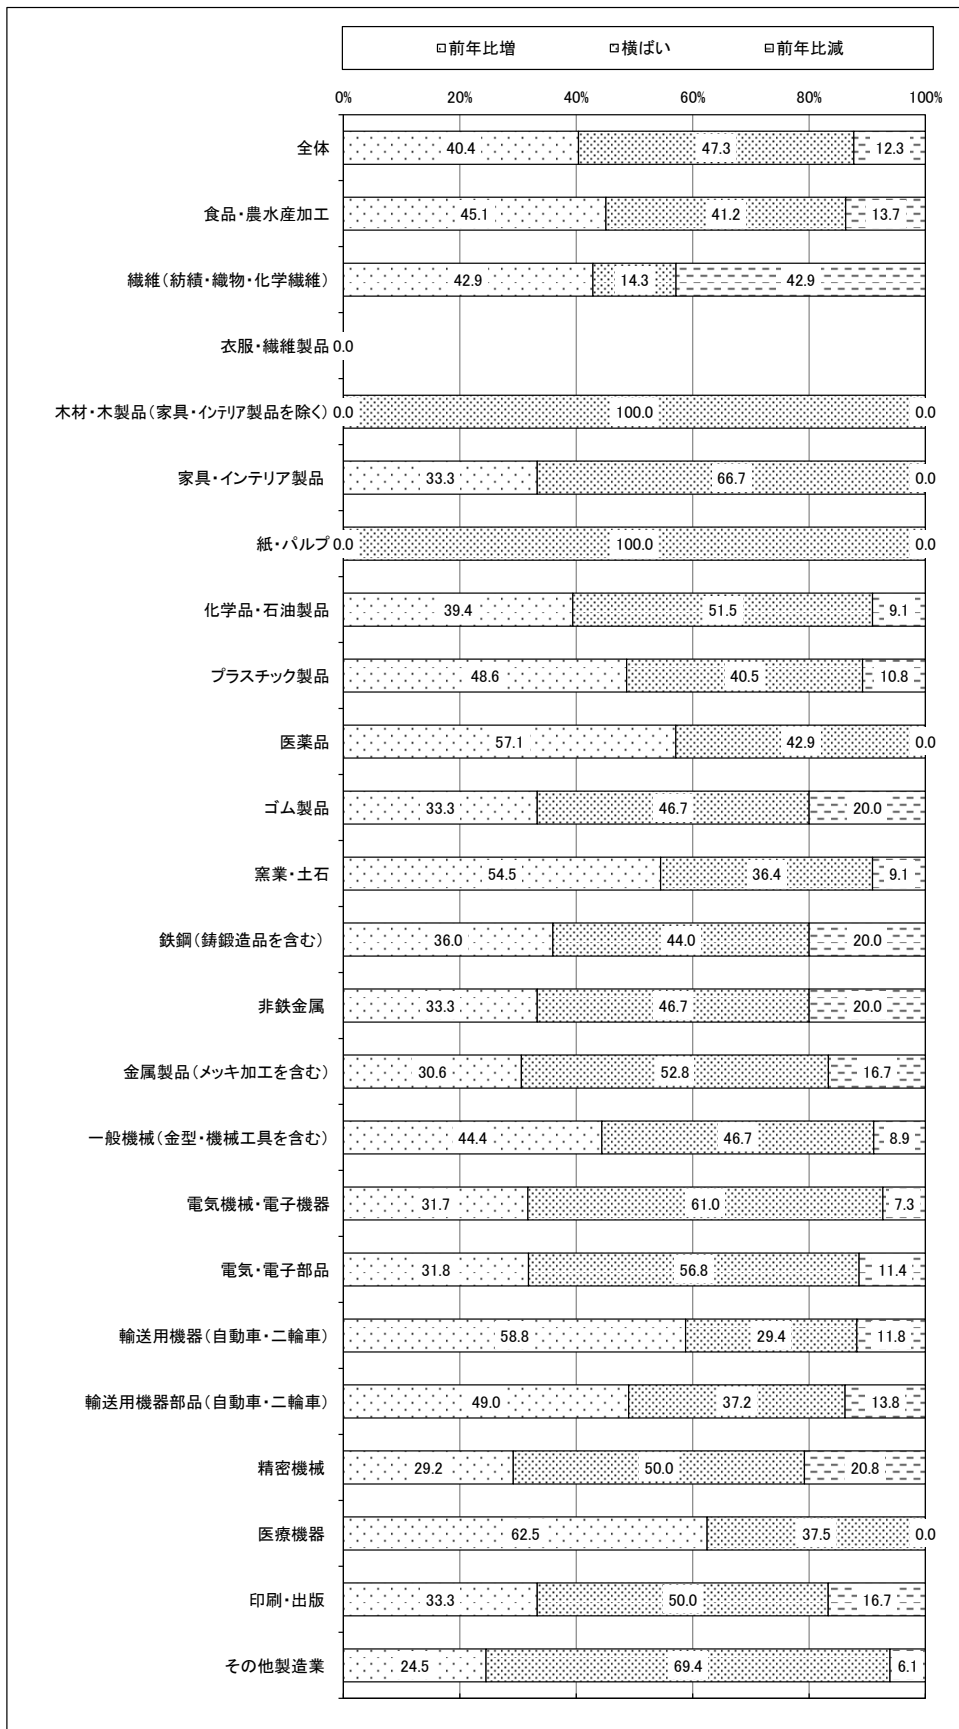 前年比増 横ばい 前年比減
0% 20% 40% 60% 80% 100%
全体 40.4 47.3 12.3
食品・農水産加工 45.1 41.2 13.7
繊維（紡績・織物・化学繊維） 42.9 14.3 42.9
衣服・繊維製品 0.0
木材・木製品（家具・インテリア製品を除く） 0.0 100.0 0.0
家具・インテリア製品 33.3 66.7 0.0
紙・パルプ 0.0 100.0 0.0
化学品・石油製品 39.4 51.5 9.1
プラスチック製品 48.6 40.5 10.8
医薬品 57.1 42.9 0.0
ゴム製品 33.3 46.7 20.0
窯業・土石 54.5 36.4 9.1
鉄鋼（鋳鍛造品を含む） 36.0 44.0 20.0
非鉄金属 33.3 46.7 20.0
金属製品（メッキ加工を含む） 30.6 52.8 16.7
一般機械（金型・機械工具を含む） 44.4 46.7 8.9
電気機械・電子機器 31.7 61.0 7.3
電気・電子部品 31.8 56.8 11.4
輸送用機器（自動車・二輪車） 58.8 29.4 11.8
輸送用機器部品（自動車・二輪車） 49.0 37.2 13.8
精密機械 29.2 50.0 20.8
医療機器 62.5 37.5 0.0
印刷・出版 33.3 50.0 16.7
その他製造業 24.5 69.4 6.1